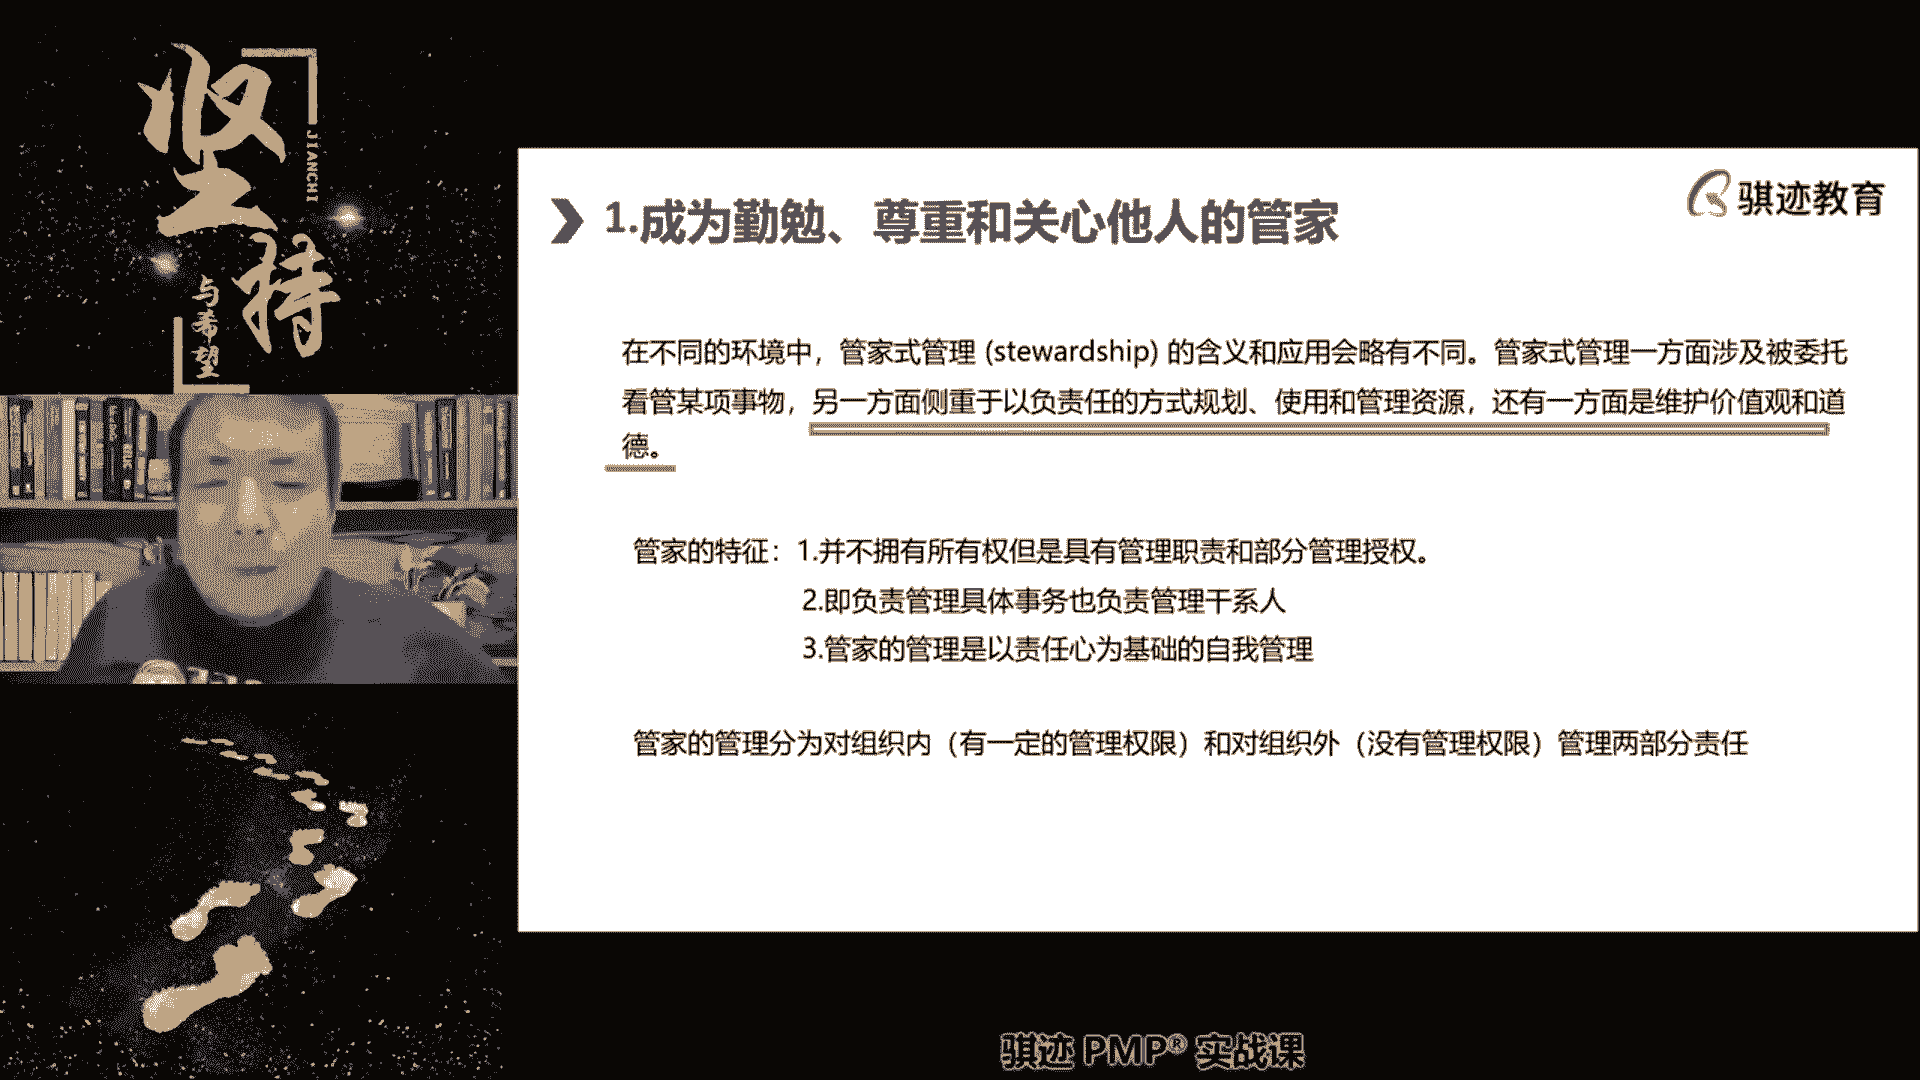 坚持
JIANCHI
与希望
骐迹教育
1.成为勤勉、尊重和关心他人的管家
在不同的环境中，管家式管理 (stewardship) 的含义和应用会略有不同。管家式管理一方面涉及被委托
看管某项事物，另一方面侧重于以负责任的方式规划、使用和管理资源，还有一方面是维护价值观和道
德。
管家的特征：1.并不拥有所有权但是具有管理职责和部分管理授权。
2.即负责管理具体事务也负责管理干系人
3.管家的管理是以责任心为基础的自我管理
管家的管理分为对组织内（有一定的管理权限）和对组织外（没有管理权限）管理两部分责任
骐迹 PMP® 实战课